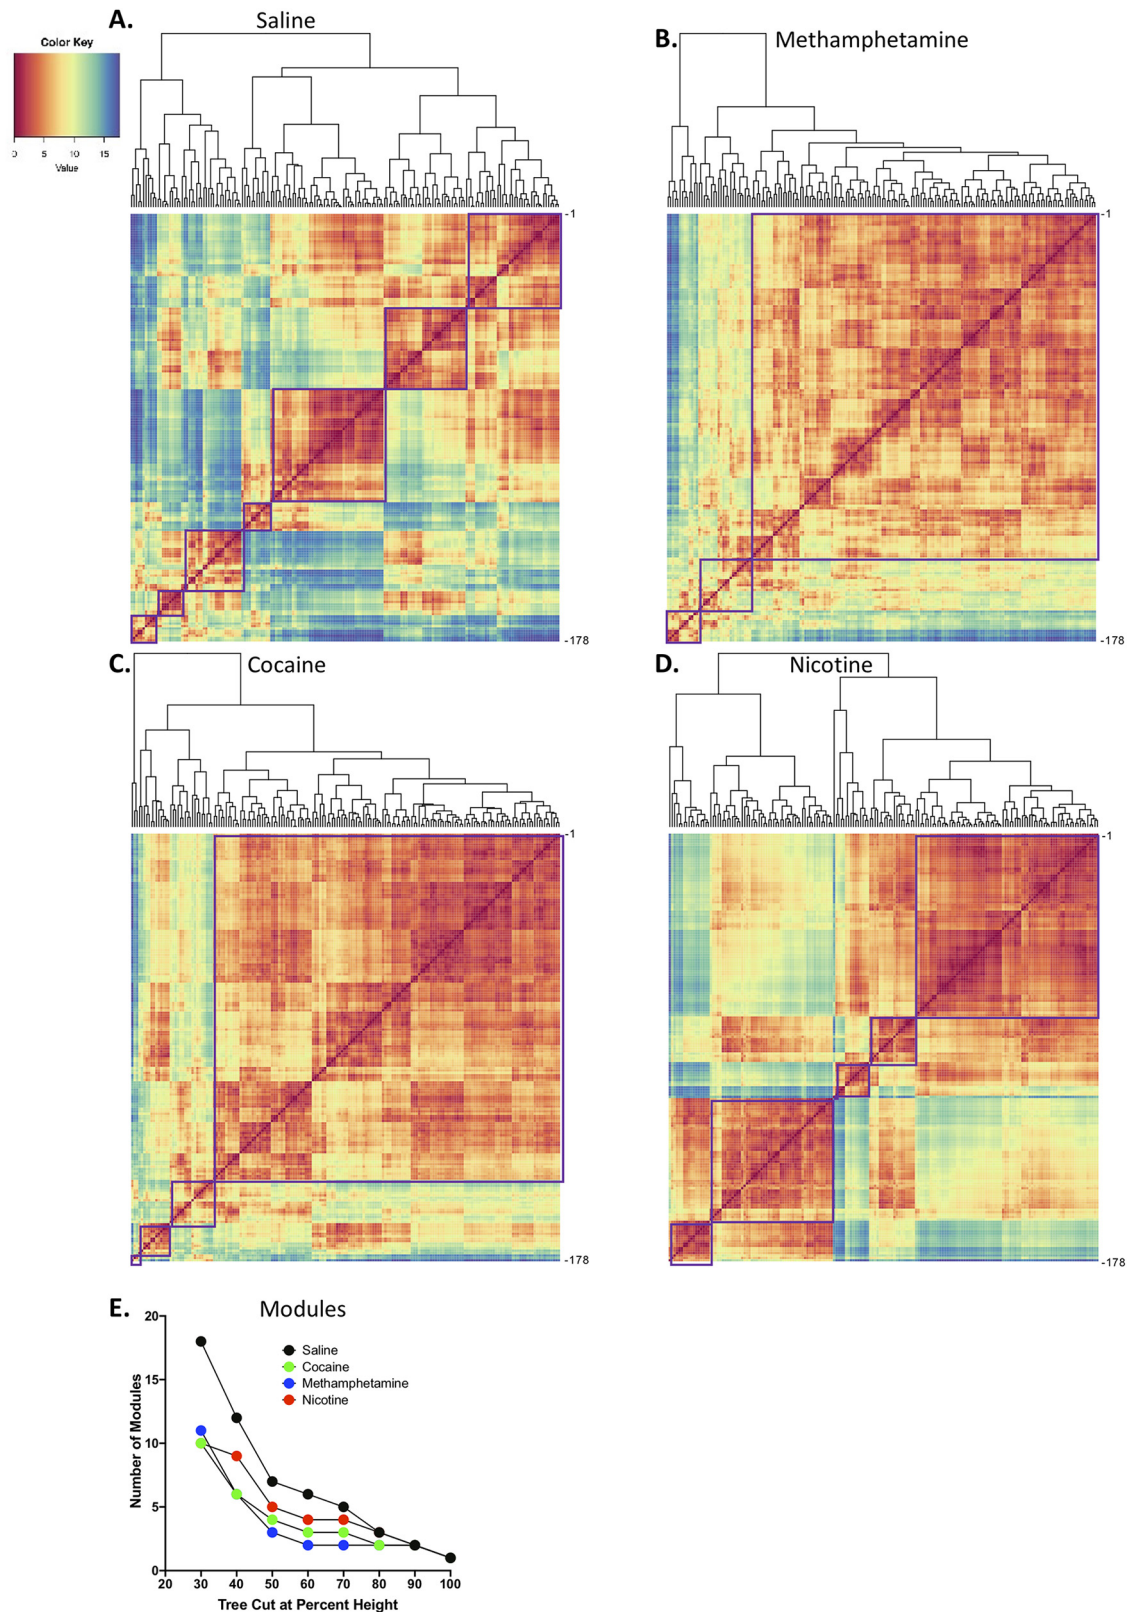 A.
Saline
Color Key
0 5 10 15
Value
-1
-178
B.
Methamphetamine
-1
-178
C.
Cocaine
-1
-178
D.
Nicotine
-1
-178
E.
Modules
Number of Modules
20
15
10
5
0
Saline
Cocaine
Methamphetamine
Nicotine
20 30 40 50 60 70 80 90 100
Tree Cut at Percent Height